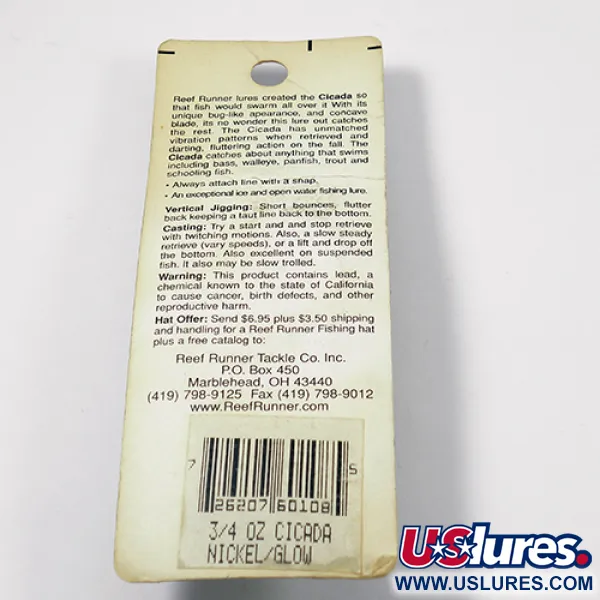 Reef Runner lures created the Cicada so
that fish would swarm all over it With its
unique bug-like apearance, and concave
blade, its no wonder this lure out catches
the rest. The Cicada has unmatched
vibration patterns when retrieved and
darting, fluttering action on the fall. The
Cicada catches about anything that swims
including bass, walleye, panfish, trout and
schooling fish.
• Always attach line with a snap.
• An exceptional ice and open water fishing lure.
Vertical Jigging: Short bounces, flutter
back keeping a taut line back to the bottom.
Casting: Try a start and and stop retrieve
with twitching motions. Also, a slow steady
retrieve (vary speeds), or a lift and drop off
the bottom. Also excellent on suspended
fish. It also may be slow trolled.
Warning: This product contains lead, a
chemical known to the state of California
to cause cancer, birth defects, and other
reproductive harm.
Hat Offer: Send $6.95 plus $3.50 shipping
and handling for a Reef Runner Fishing hat
plus a free catalog to:
Reef Runner Tackle Co. Inc.
P.O. Box 450
Marblehead, OH 43440
(419) 798-9125 Fax (419) 798-9012
www.ReefRunner.com
7 26207 60108 5
3/4 OZ CICADA
NICKEL/GLOW
USlures.
WWW.USLURES.COM